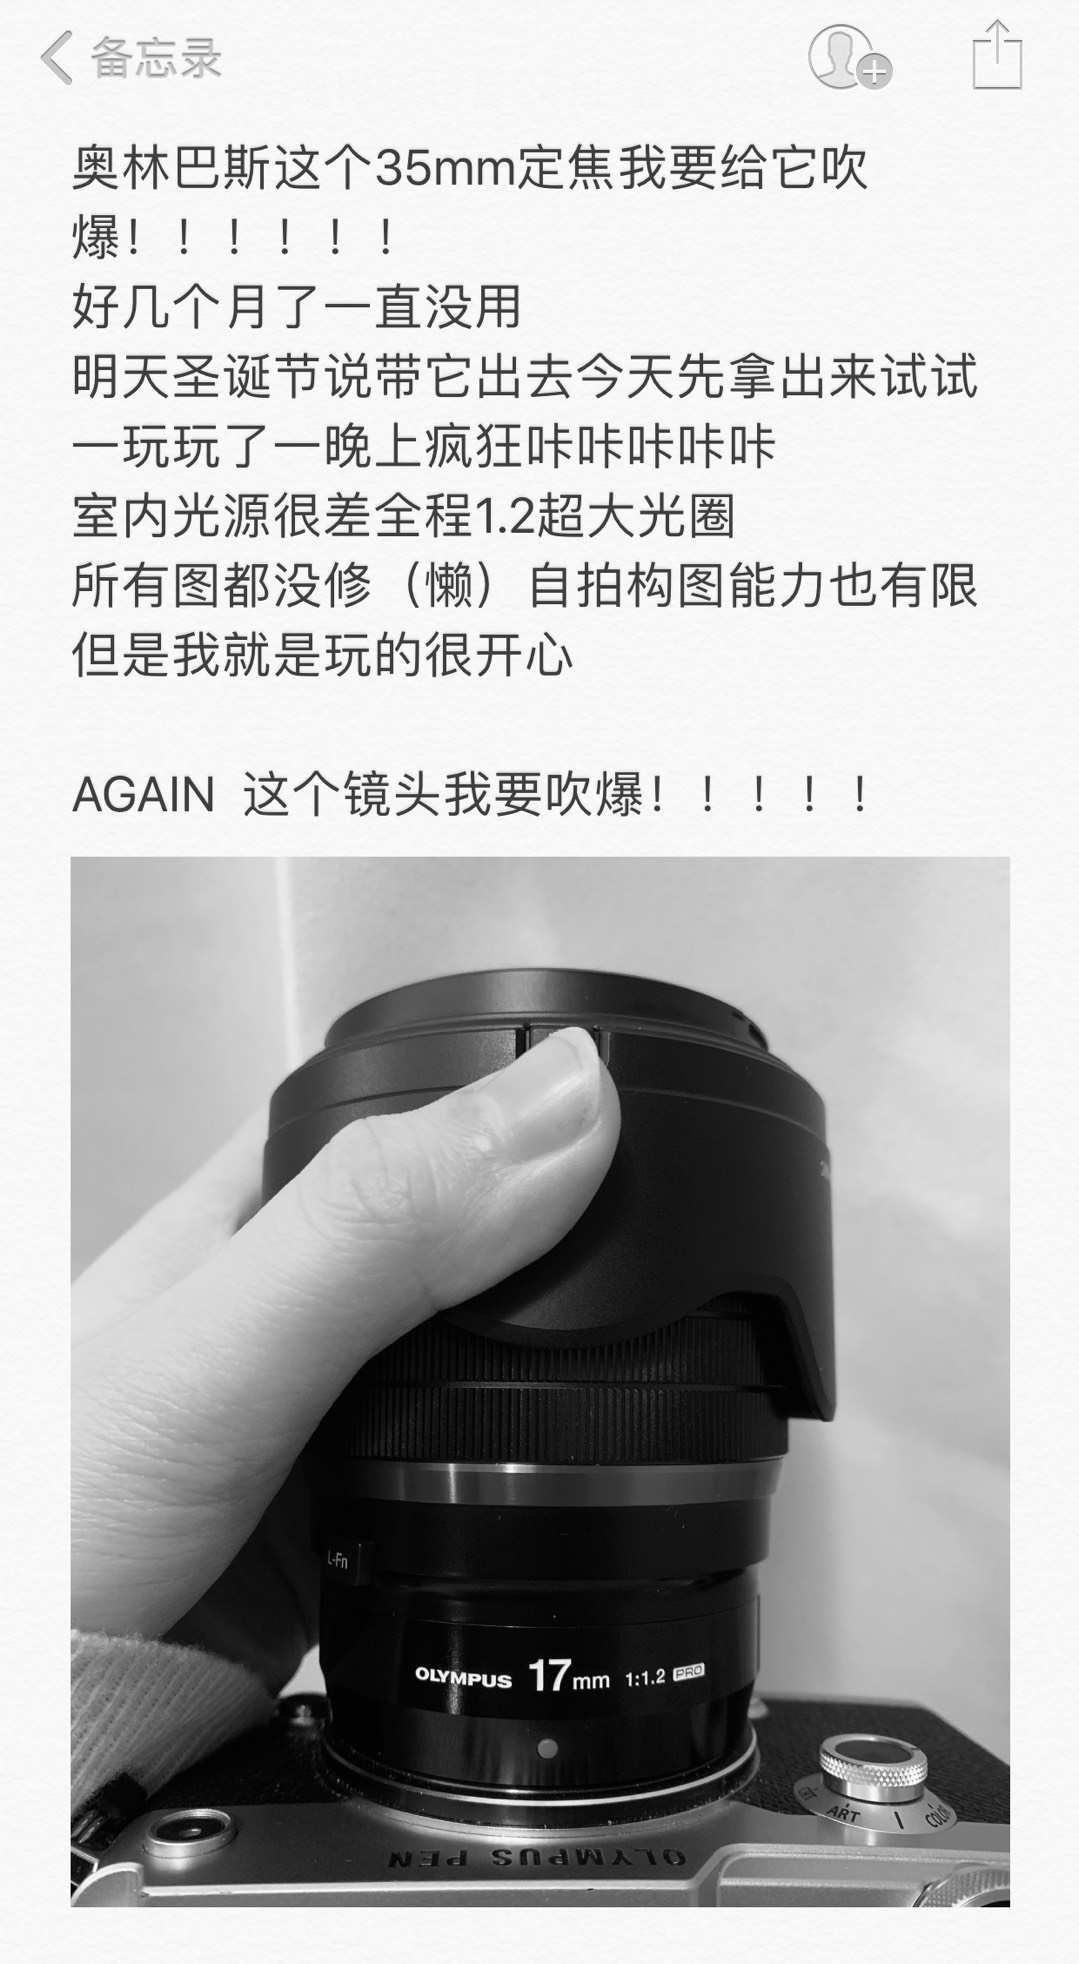 备忘录
奥林巴斯这个35mm定焦我要给它吹
爆！！！！！！
好几个月了一直没用
明天圣诞节说带它出去今天先拿出来试试
一玩玩了一晚上疯狂咔咔咔咔咔
室内光源很差全程1.2超大光圈
所有图都没修（懒）自拍构图能力也有限
但是我就是玩的很开心
AGAIN 这个镜头我要吹爆！！！！！
L-Fn
OLYMPUS 17mm 1:1.2 PRO
ART
COLOR
OLYMPUS PEN